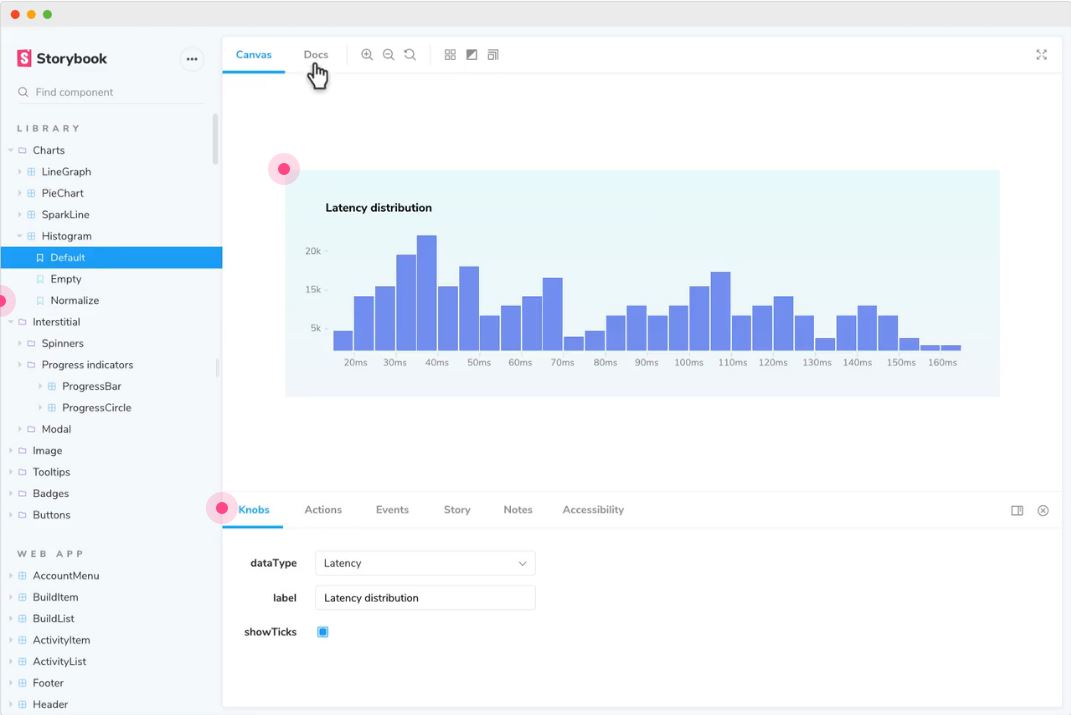 Storybook
Find component
LIBRARY
Charts
LineGraph
PieChart
SparkLine
Histogram
Default
Empty
Normalize
Interstitial
Spinners
Progress indicators
ProgressBar
ProgressCircle
Modal
Image
Tooltips
Badges
Buttons
WEB APP
AccountMenu
BuildItem
BuildList
ActivityItem
ActivityList
Footer
Header
Canvas Docs
Latency distribution
20k
15k
5k
20ms 30ms 40ms 50ms 60ms 70ms 80ms 90ms 100ms 110ms 120ms 130ms 140ms 150ms 160ms
Knobs Actions Events Story Notes Accessibility
dataType Latency
label Latency distribution
showTicks